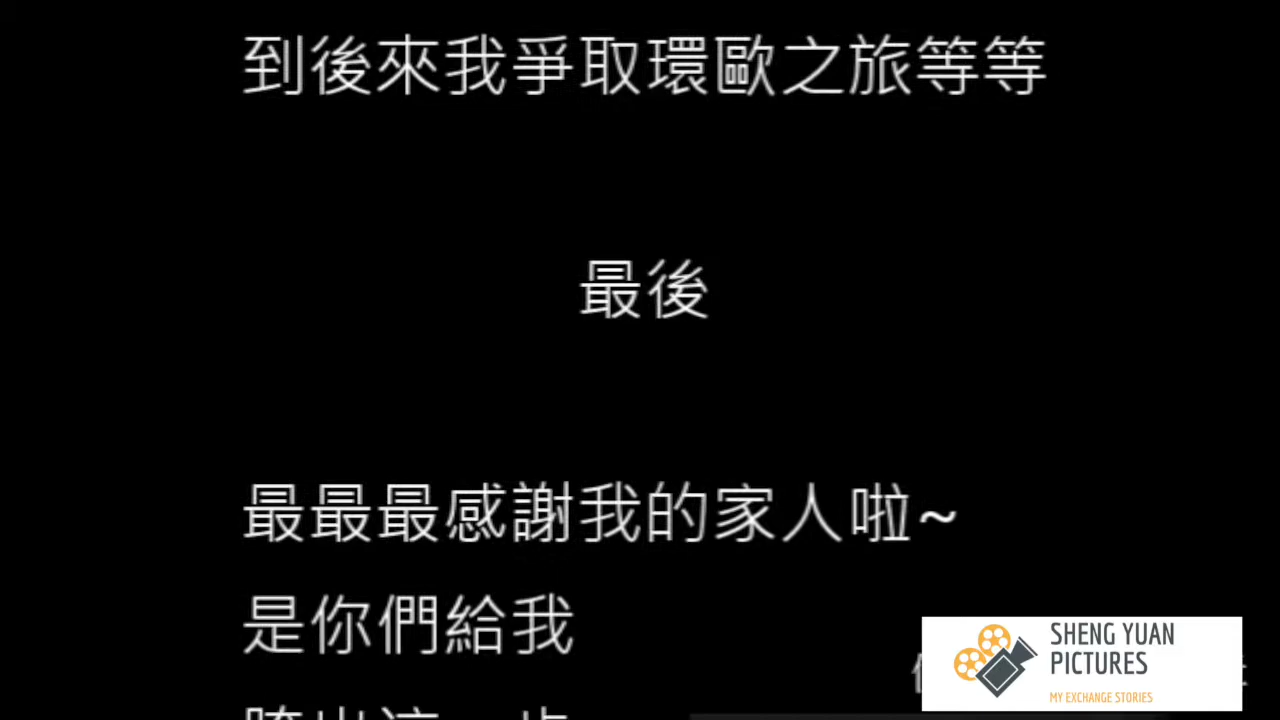 到後來我爭取環歐之旅等等
最後
最最最感謝我的家人啦~
是你們給我
SHENG YUAN
PICTURES
MY EXCHANGE STORIES